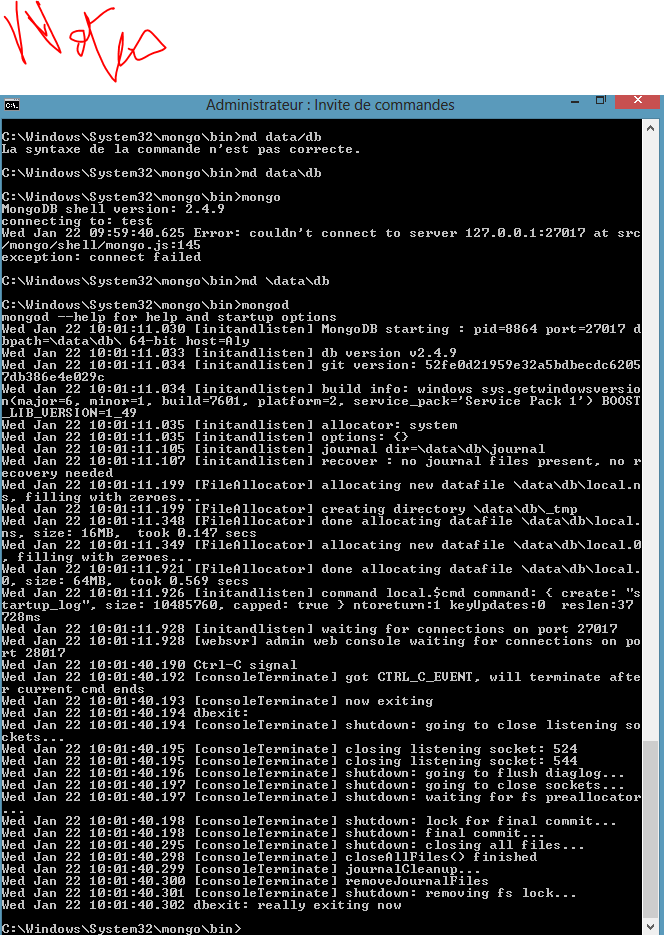 Administrateur : Invite de commandes
C:\Windows\System32\mongo\bin>md data/db
La syntaxe de la commande n'est pas correcte.
C:\Windows\System32\mongo\bin>md data\db
C:\Windows\System32\mongo\bin>mongo
MongoDB shell version: 2.4.9
connecting to: test
Wed Jan 22 09:59:40.625 Error: couldn't connect to server 127.0.0.1:27017 at src
/mongo/shell/mongo.js:145
exception: connect failed
C:\Windows\System32\mongo\bin>md \data\db
C:\Windows\System32\mongo\bin>mongod
mongod --help for help and startup options
Wed Jan 22 10:01:11.030 [initandlisten] MongoDB starting : pid=8864 port=27017 d
bpath=\data\db\ 64-bit host=Aly
Wed Jan 22 10:01:11.033 [initandlisten] db version v2.4.9
Wed Jan 22 10:01:11.034 [initandlisten] git version: 52fe0d21959e32a5bdbecdc6205
7db386e4e029c
Wed Jan 22 10:01:11.034 [initandlisten] build info: windows sys.getwindowsversio
n(major=6, minor=1, build=7601, platform=2, service_pack='Service Pack 1') BOOST
_LIB_VERSION=1_49
Wed Jan 22 10:01:11.035 [initandlisten] allocator: system
Wed Jan 22 10:01:11.035 [initandlisten] options: {}
Wed Jan 22 10:01:11.105 [initandlisten] journal dir=\data\db\journal
Wed Jan 22 10:01:11.107 [initandlisten] recover : no journal files present, no r
ecovery needed
Wed Jan 22 10:01:11.199 [FileAllocator] allocating new datafile \data\db\local.n
s, filling with zeroes...
Wed Jan 22 10:01:11.199 [FileAllocator] creating directory \data\db\_tmp
Wed Jan 22 10:01:11.348 [FileAllocator] done allocating datafile \data\db\local.
ns, size: 16MB,  took 0.147 secs
Wed Jan 22 10:01:11.349 [FileAllocator] allocating new datafile \data\db\local.0
, filling with zeroes...
Wed Jan 22 10:01:11.921 [FileAllocator] done allocating datafile \data\db\local.
0, size: 64MB,  took 0.569 secs
Wed Jan 22 10:01:11.926 [initandlisten] command local.$cmd command: { create: "s
tartup_log", size: 10485760, capped: true } ntoreturn:1 keyUpdates:0  reslen:37
728ms
Wed Jan 22 10:01:11.928 [initandlisten] waiting for connections on port 27017
Wed Jan 22 10:01:11.928 [websvr] admin web console waiting for connections on po
rt 28017
Wed Jan 22 10:01:40.190 Ctrl-C signal
Wed Jan 22 10:01:40.192 [consoleTerminate] got CTRL_C_EVENT, will terminate afte
r current cmd ends
Wed Jan 22 10:01:40.193 [consoleTerminate] now exiting
Wed Jan 22 10:01:40.194 dbexit:
Wed Jan 22 10:01:40.194 [consoleTerminate] shutdown: going to close listening so
ckets...
Wed Jan 22 10:01:40.195 [consoleTerminate] closing listening socket: 524
Wed Jan 22 10:01:40.195 [consoleTerminate] closing listening socket: 544
Wed Jan 22 10:01:40.196 [consoleTerminate] shutdown: going to flush diaglog...
Wed Jan 22 10:01:40.197 [consoleTerminate] shutdown: going to close sockets...
Wed Jan 22 10:01:40.197 [consoleTerminate] shutdown: waiting for fs preallocator
...
Wed Jan 22 10:01:40.198 [consoleTerminate] shutdown: lock for final commit...
Wed Jan 22 10:01:40.198 [consoleTerminate] shutdown: final commit...
Wed Jan 22 10:01:40.295 [consoleTerminate] shutdown: closing all files...
Wed Jan 22 10:01:40.298 [consoleTerminate] closeAllFiles() finished
Wed Jan 22 10:01:40.299 [consoleTerminate] journalCleanup...
Wed Jan 22 10:01:40.300 [consoleTerminate] removeJournalFiles
Wed Jan 22 10:01:40.301 [consoleTerminate] shutdown: removing fs lock...
Wed Jan 22 10:01:40.302 dbexit: really exiting now
C:\Windows\System32\mongo\bin>